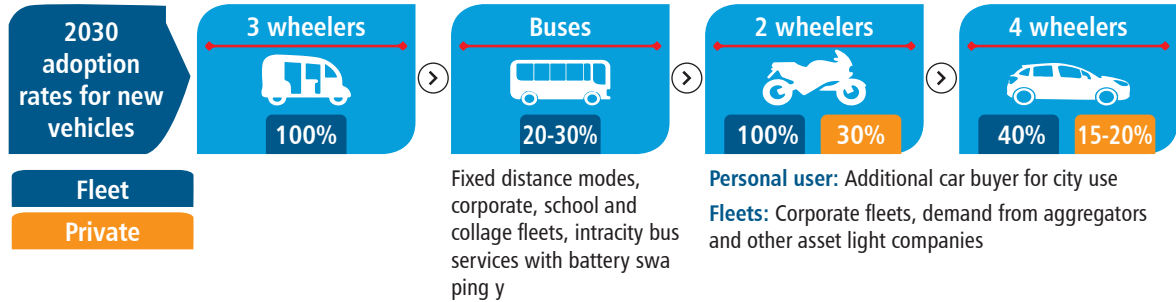 2030
adoption
rates for new
vehicles
3 wheelers
100%
Buses
20-30%
2 wheelers
100%
30%
4 wheelers
40%
15-20%
Fleet
Private
Fixed distance modes,
corporate, school and
collage fleets, intracity bus
services with battery swa
ping y
Personal user: Additional car buyer for city use
Fleets: Corporate fleets, demand from aggregators
and other asset light companies